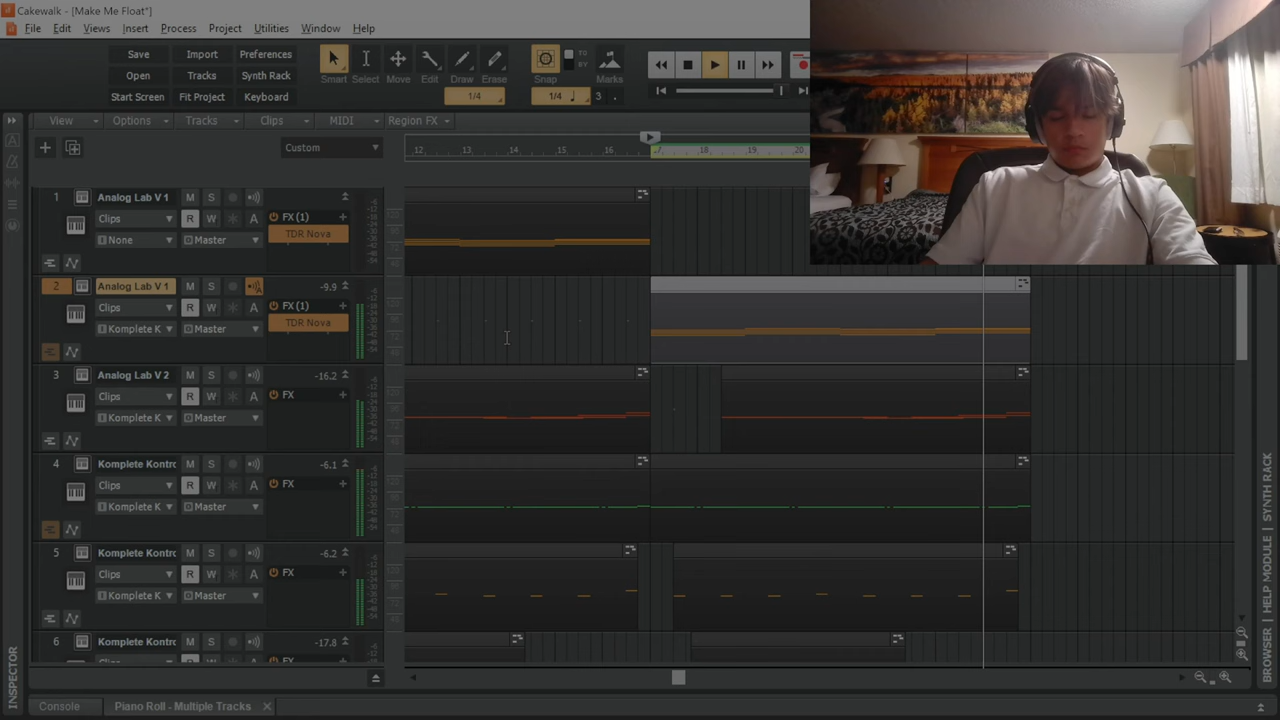 Cakewalk - [Make Me Float*]
File Edit Views Insert Process Project Utilities Window Help
Save Import Preferences
Open Tracks Synth Rack
Start Screen Fit Project Keyboard
Smart Select Move Edit Draw Erase Snap TO BY Marks
1/4 1/4 3 .
View Options Tracks Clips MIDI Region FX
Custom
12 13 14 15 16 17 18 19 20
1 Analog Lab V 1 M S
Clips R W * A FX (1) +
None Master TDR Nova
2 Analog Lab V 1 M S -9.9
Clips R W * A FX (1) +
Komplete K Master TDR Nova
3 Analog Lab V 2 M S -16.2
Clips R W * A FX +
Komplete K Master
4 Komplete Kontrc M S -6.1
Clips R W * A FX +
Komplete K Master
5 Komplete Kontrc M S -6.2
Clips R W * A FX +
Komplete K Master
6 Komplete Kontrc M S -17.8
Clips R W * A FX +
INSPECTOR
BROWSER | HELP MODULE | SYNTH RACK
Console Piano Roll - Multiple Tracks ×